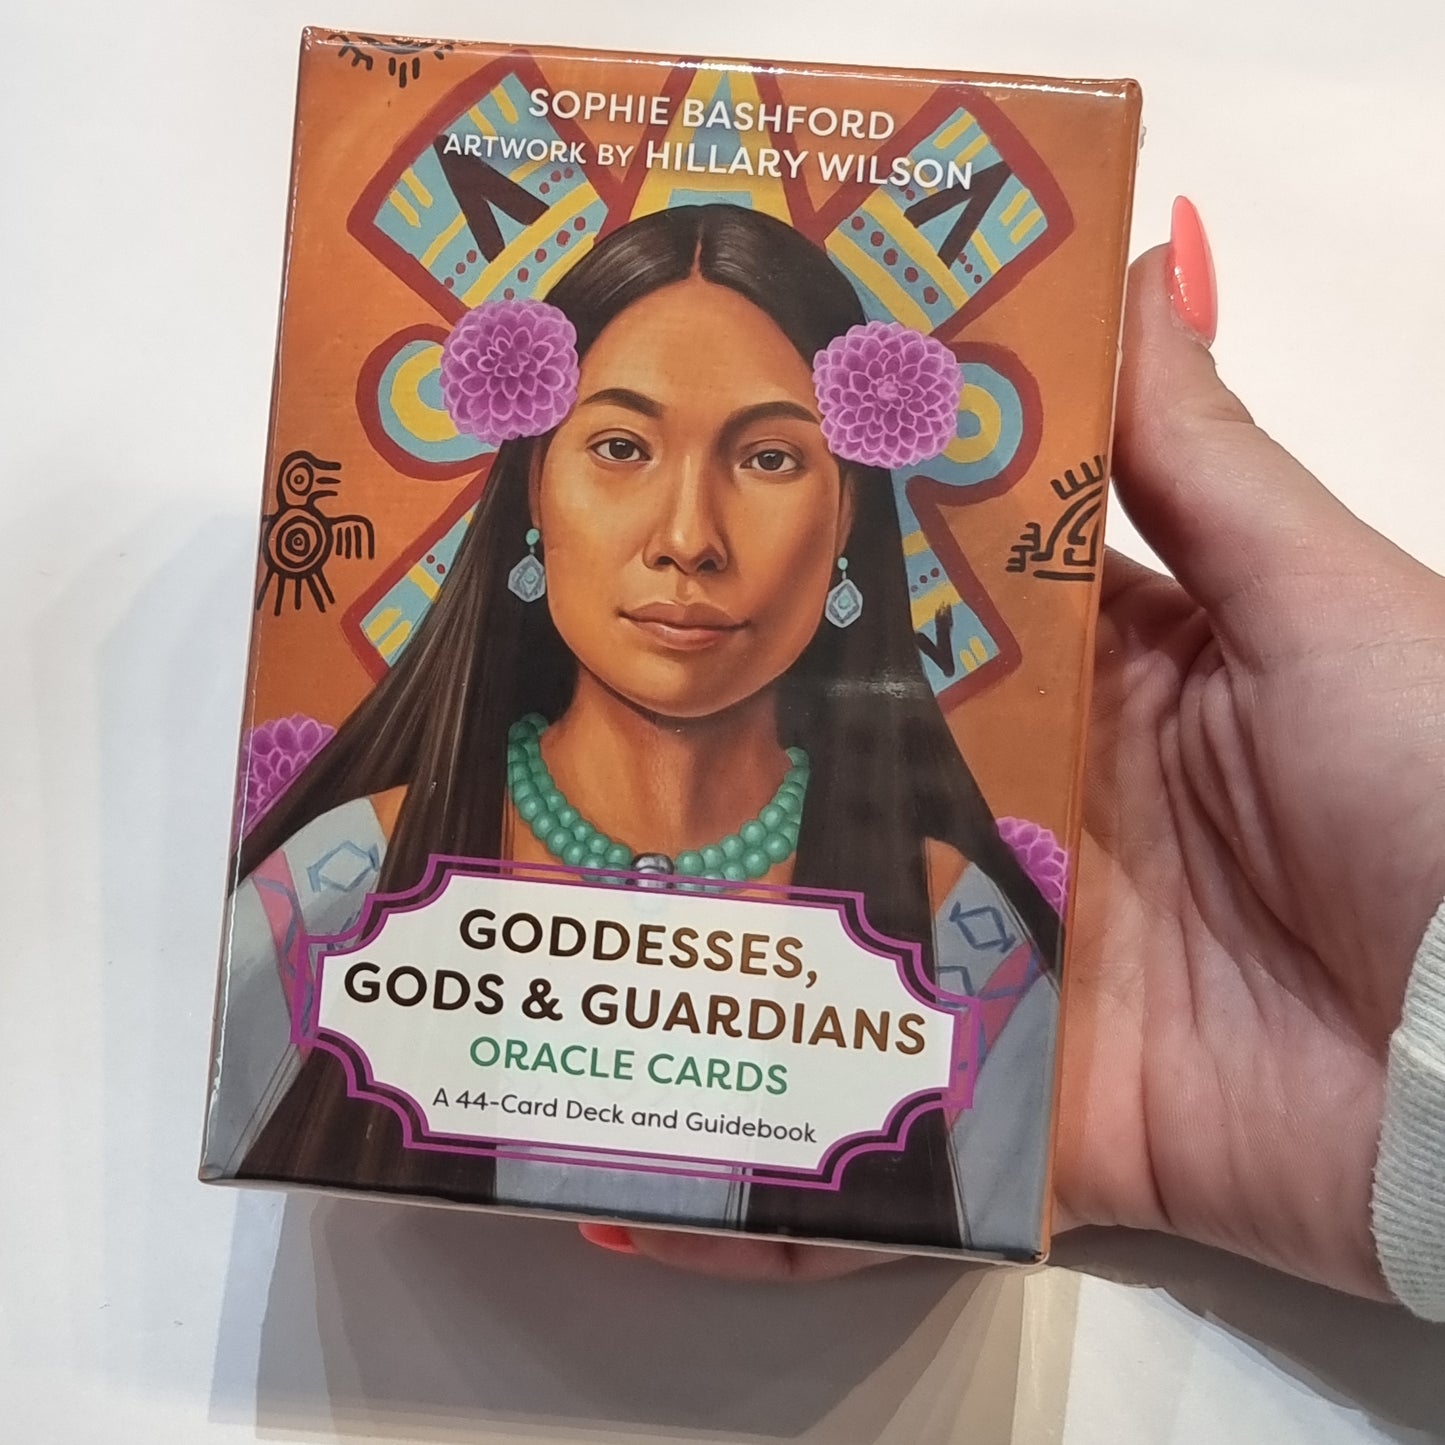 SOPHIE BASHFORD
ARTWORK BY HILLARY WILSON
GODDESSES,
GODS & GUARDIANS
ORACLE CARDS
A 44-Card Deck and Guidebook